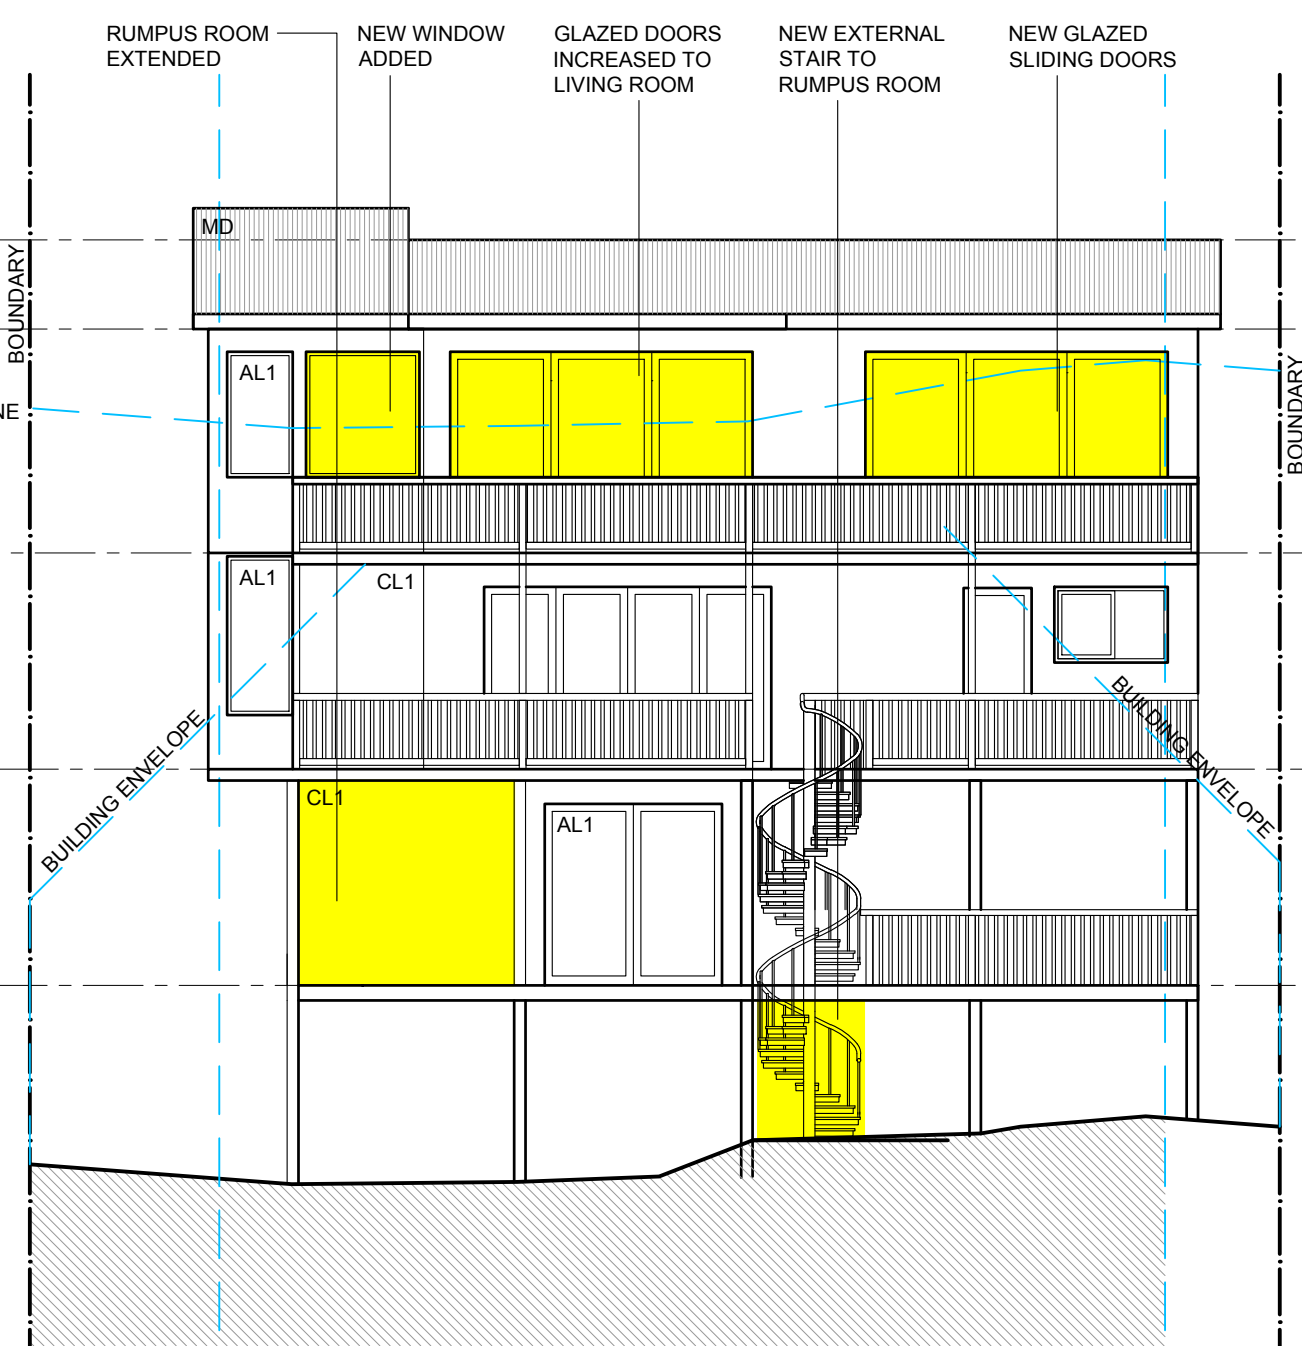 RUMPUS ROOM
EXTENDED
NEW WINDOW
ADDED
GLAZED DOORS
INCREASED TO
LIVING ROOM
NEW EXTERNAL
STAIR TO
RUMPUS ROOM
NEW GLAZED
SLIDING DOORS
MD
BOUNDARY
BOUNDARY
AL1
NE
AL1
CL1
BUILDING ENVELOPE
BUILDING ENVELOPE
CL1
AL1